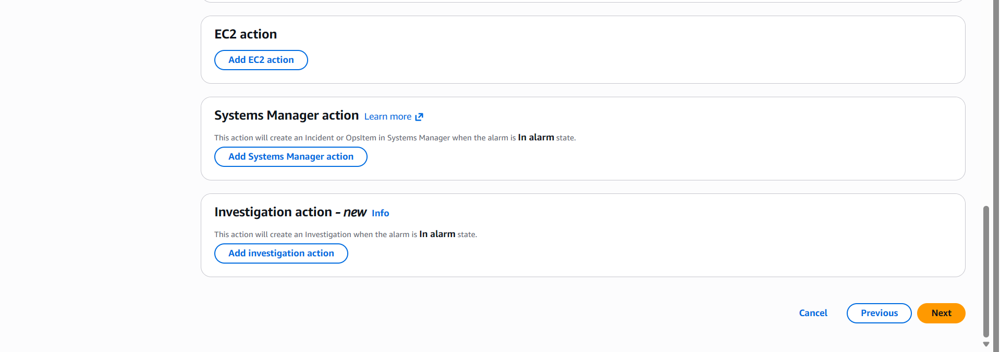 EC2 action
Add EC2 action
Systems Manager action Learn more
This action will create an Incident or OpsItem in Systems Manager when the alarm is In alarm state.
Add Systems Manager action
Investigation action - new Info
This action will create an Investigation when the alarm is In alarm state.
Add investigation action
Cancel Previous Next